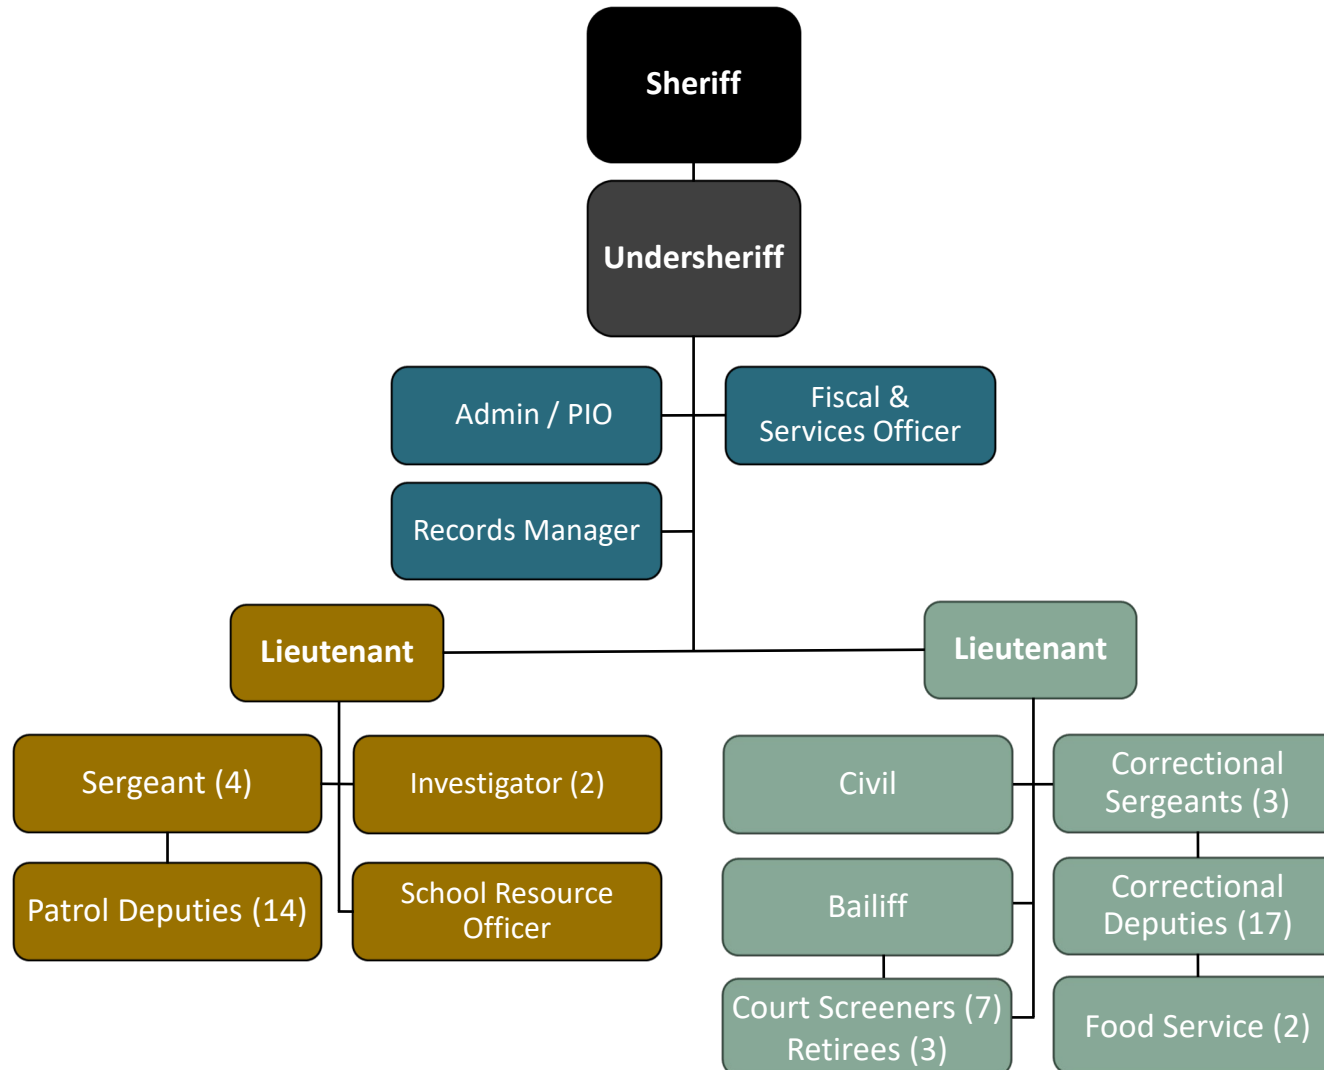 Sheriff
Undersheriff
Admin / PIO
Fiscal &
Services Officer
Records Manager
Lieutenant
Lieutenant
Sergeant (4)
Investigator (2)
Civil
Correctional
Sergeants (3)
Patrol Deputies (14)
School Resource
Officer
Bailiff
Correctional
Deputies (17)
Court Screeners (7)
Retirees (3)
Food Service (2)